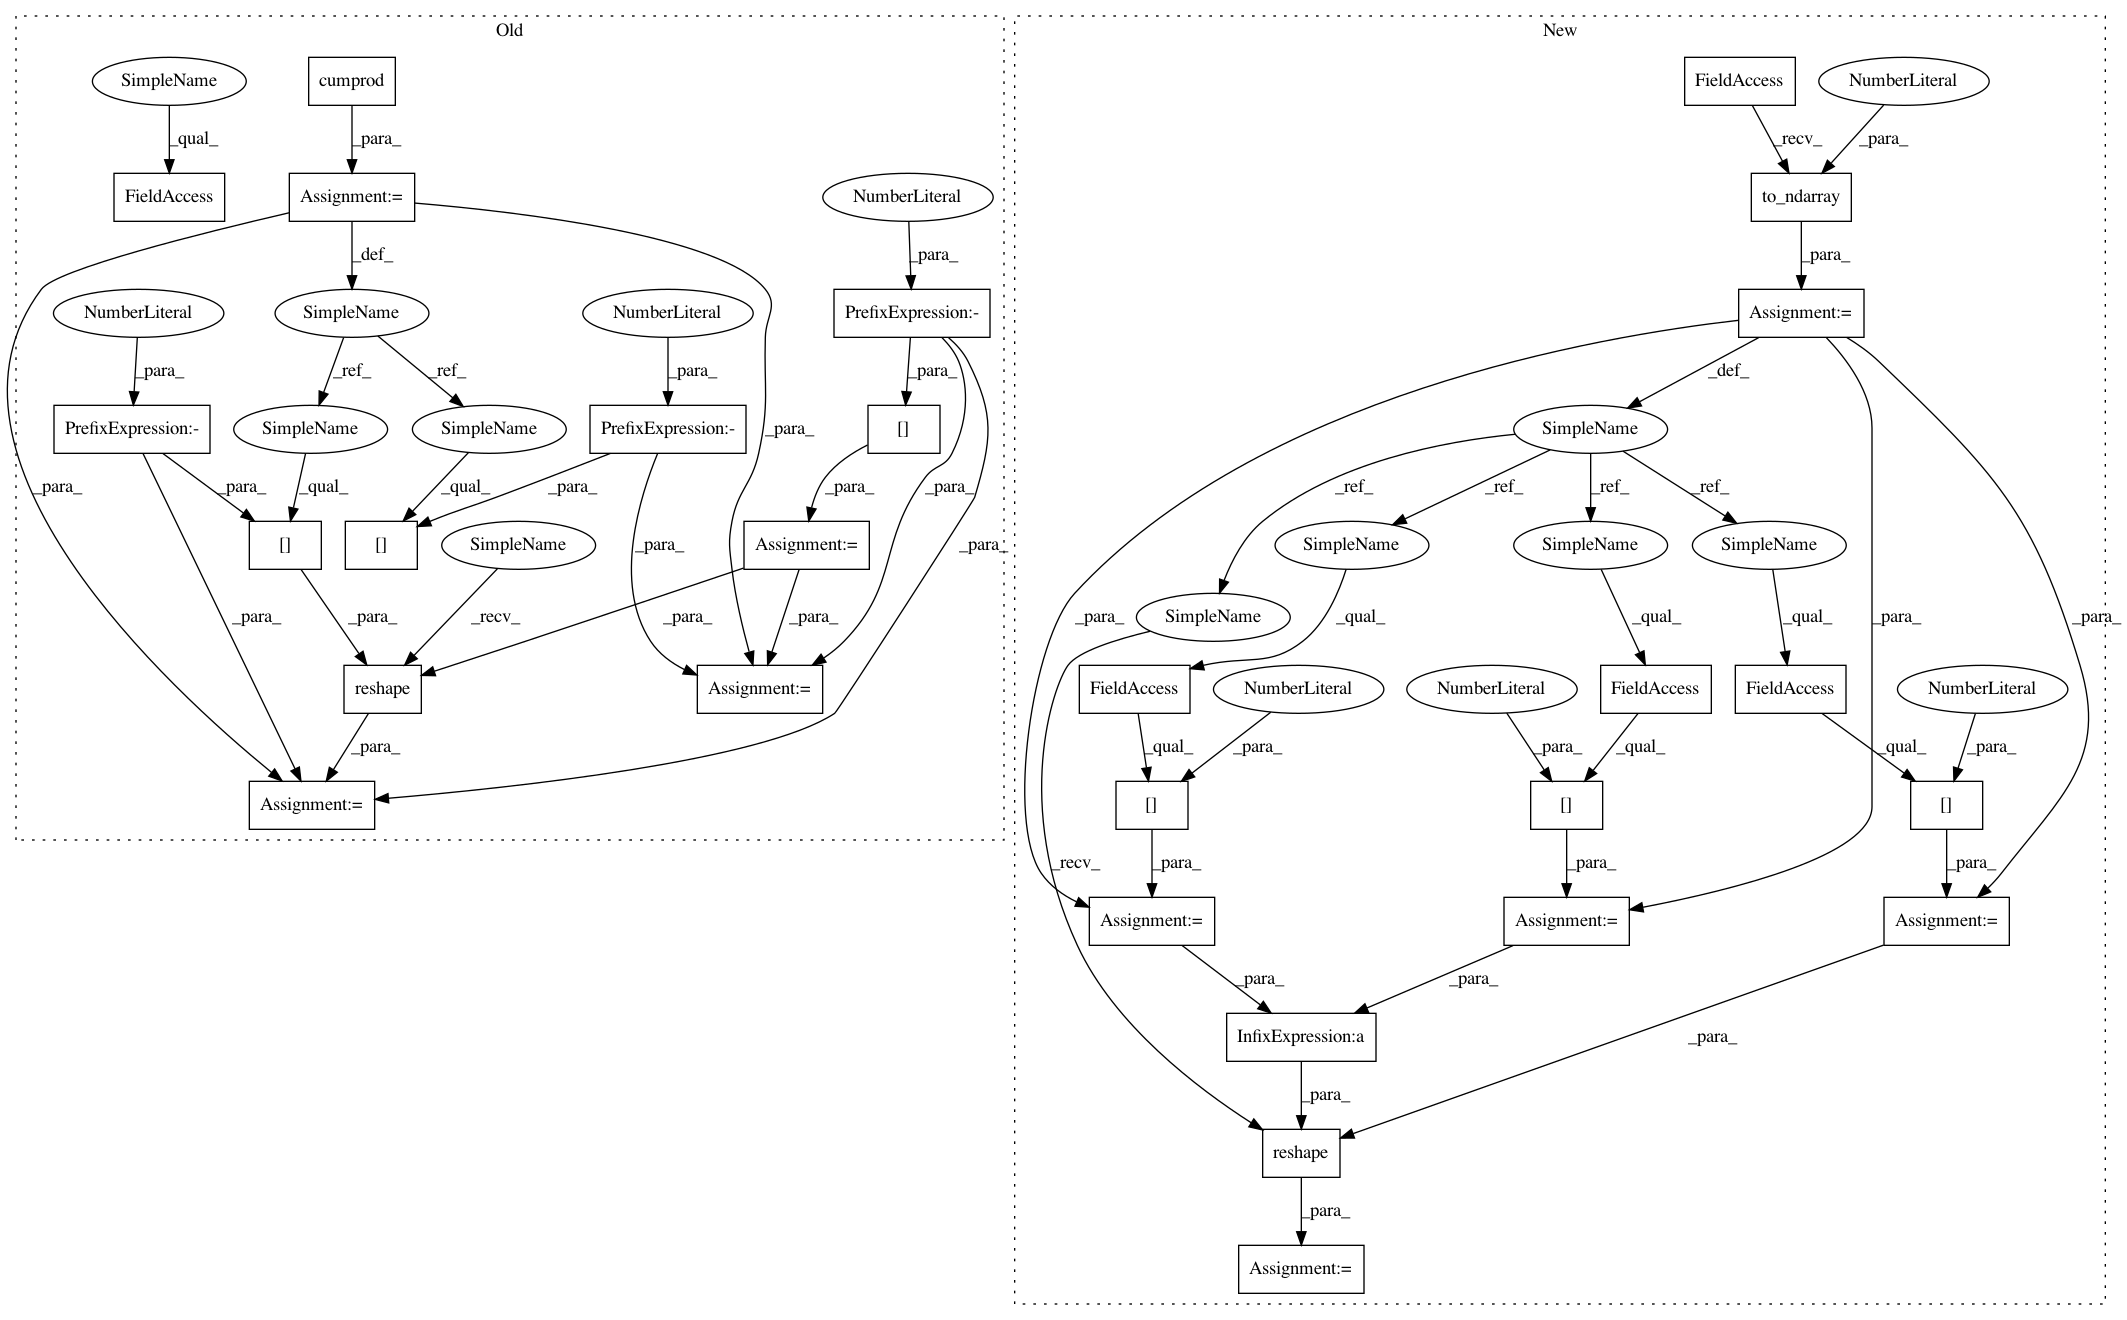 Old
New
SimpleName
cumprod
FieldAccess
NumberLiteral
_qual_
_para_
_recv_
_para_
FieldAccess
Assignment:=
NumberLiteral
to_ndarray
_def_
_para_
_para_
NumberLiteral
SimpleName
NumberLiteral
PrefixExpression:-
Assignment:=
_para_
_ref_
_ref_
_para_
_para_
_def_
PrefixExpression:-
SimpleName
SimpleName
PrefixExpression:-
_para_
[]
SimpleName
_para_
_para_
_qual_
_qual_
_para_
_para_
_para_
_ref_
_ref_
_ref_
_ref_
[]
[]
SimpleName
_para_
Assignment:=
_para_
SimpleName
SimpleName
SimpleName
_para_
_para_
_recv_
_para_
_para_
SimpleName
_qual_
_qual_
_qual_
_para_
_para_
reshape
Assignment:=
FieldAccess
NumberLiteral
NumberLiteral
FieldAccess
FieldAccess
NumberLiteral
_para_
_qual_
_para_
_para_
_qual_
_qual_
_para_
Assignment:=
[]
[]
[]
_recv_
_para_
_para_
_para_
Assignment:=
Assignment:=
Assignment:=
_para_
_para_
InfixExpression:a
_para_
_para_
reshape
_para_
Assignment:=